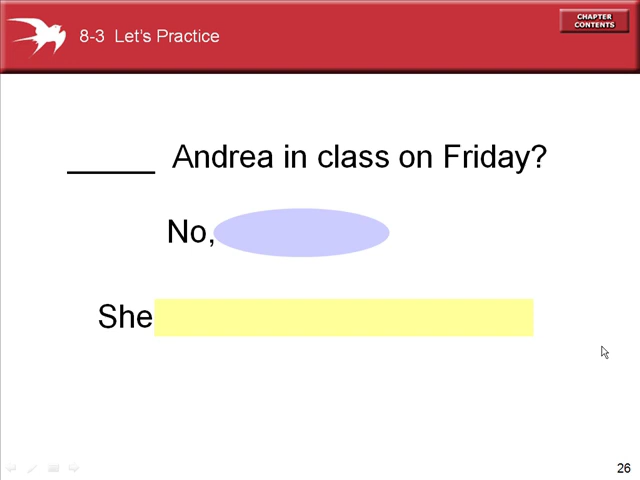 8-3 Let's Practice
CHAPTER
CONTENTS
_____ Andrea in class on Friday?
No,
She
26